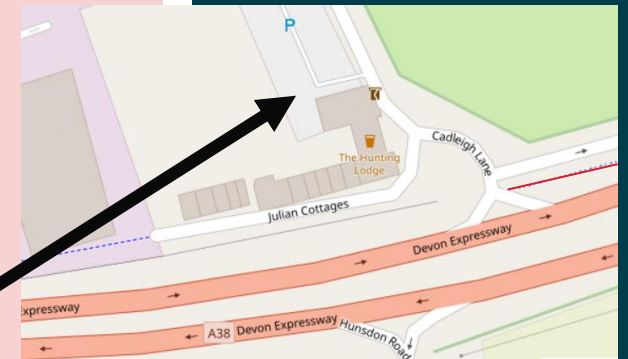 P
Cadleigh Lane
The Hunting
Lodge
Julian Cottages
Devon Expressway
Expressway
A38 Devon Expressway
Hunsdon Road